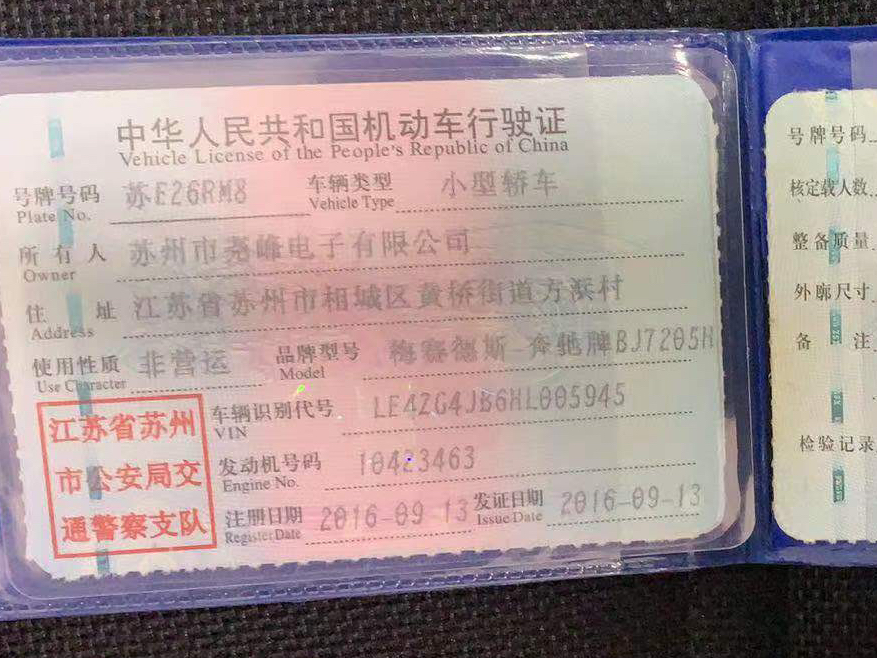 中华人民共和国机动车行驶证
Vehicle License of the People's Republic of China
号牌号码 苏E26RM8 车辆类型 小型轿车
Plate No. Vehicle Type
所有人 苏州市尧峰电子有限公司
Owner
住址 江苏省苏州市相城区黄桥街道方浜村
Address
使用性质 非营运 品牌型号 梅赛德斯-奔驰牌BJ7205H
Use Character Model
江苏省苏州
市公安局交
通警察支队
车辆识别代号 LE4ZG4JB6HL005945
VIN
发动机号码 10423463
Engine No.
注册日期 2016-09-13 发证日期 2016-09-13
Register Date Issue Date
号牌号码
核定载人数
整备质量
外廓尺寸
备注
检验记录